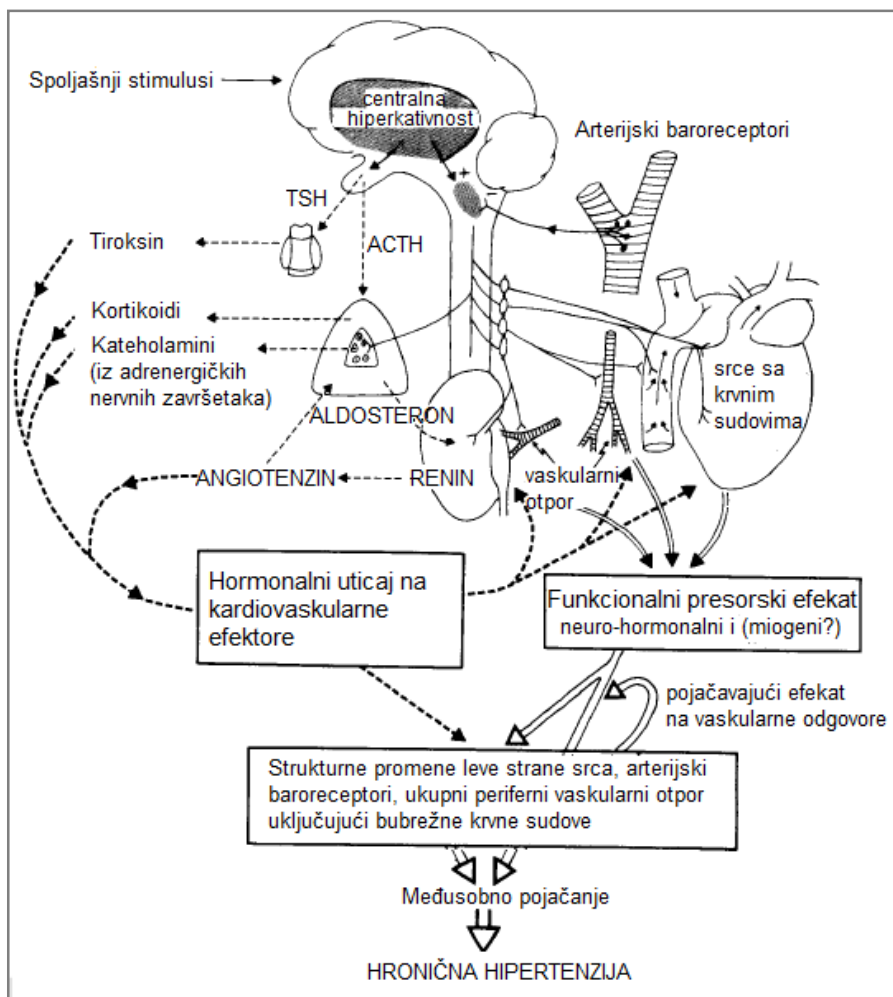 Spoljašnji stimulusi
centralna
hiperkativnost
Arterijski baroreceptori
+
-
TSH
ACTH
Tiroksin
Kortikoidi
Kateholamini
(iz adrenergičkih
nervnih završetaka)
srce sa
krvnim
sudovima
ALDOSTERON
ANGIOTENZIN
RENIN
vaskularni
otpor
Hormonalni uticaj na
kardiovaskularne
efektore
Funkcionalni presorski efekat
neuro-hormonalni i (miogeni?)
pojačavajući efekat
na vaskularne odgovore
Strukturne promene leve strane srca, arterijski
baroreceptori, ukupni periferni vaskularni otpor
uključujući bubrežne krvne sudove
Međusobno pojačanje
HRONIČNA HIPERTENZIJA